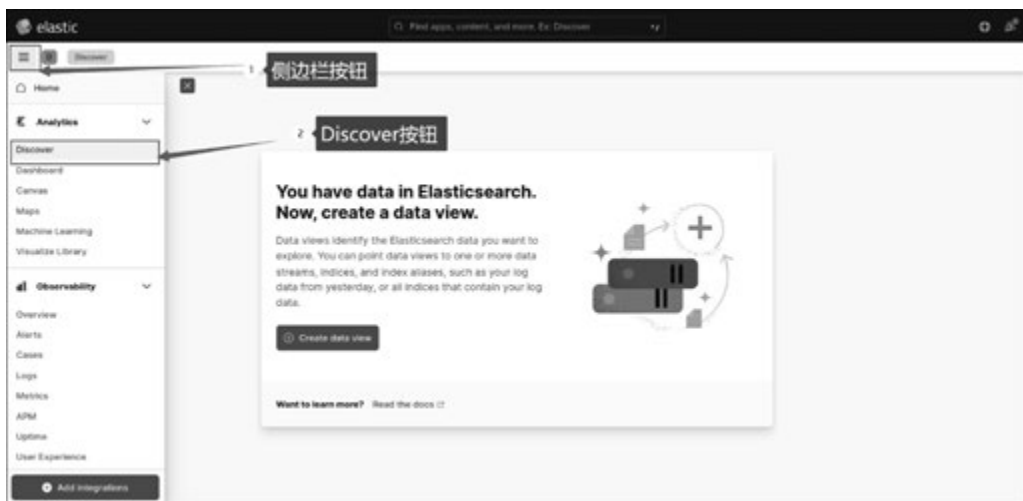 elastic
Find apps, content, and more. Ex: Discover
D Discover
1 侧边栏按钮
Home
Analytics
2 Discover按钮
Discover
Dashboard
Canvas
Maps
Machine Learning
Visualize Library
You have data in Elasticsearch.
Now, create a data view.
Data views identify the Elasticsearch data you want to
explore. You can point data views to one or more data
streams, indices, and index aliases, such as your log
data from yesterday, or all indices that contain your log
data.
Create data view
Want to learn more? Read the docs
Observability
Overview
Alerts
Cases
Logs
Metrics
APM
Uptime
User Experience
Add integrations